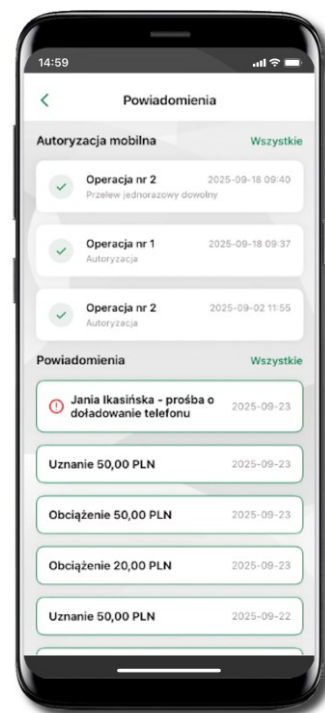 14:59
Powiadomienia
Autoryzacja mobilna Wszystkie
Operacja nr 2 2025-09-18 09:40
Przelew jednorazowy dowolny
Operacja nr 1 2025-09-18 09:37
Autoryzacja
Operacja nr 2 2025-09-02 11:55
Autoryzacja
Powiadomienia Wszystkie
Jania Ikasińska - prośba o
doładowanie telefonu 2025-09-23
Uznanie 50,00 PLN 2025-09-23
Obciążenie 50,00 PLN 2025-09-23
Obciążenie 20,00 PLN 2025-09-23
Uznanie 50,00 PLN 2025-09-22